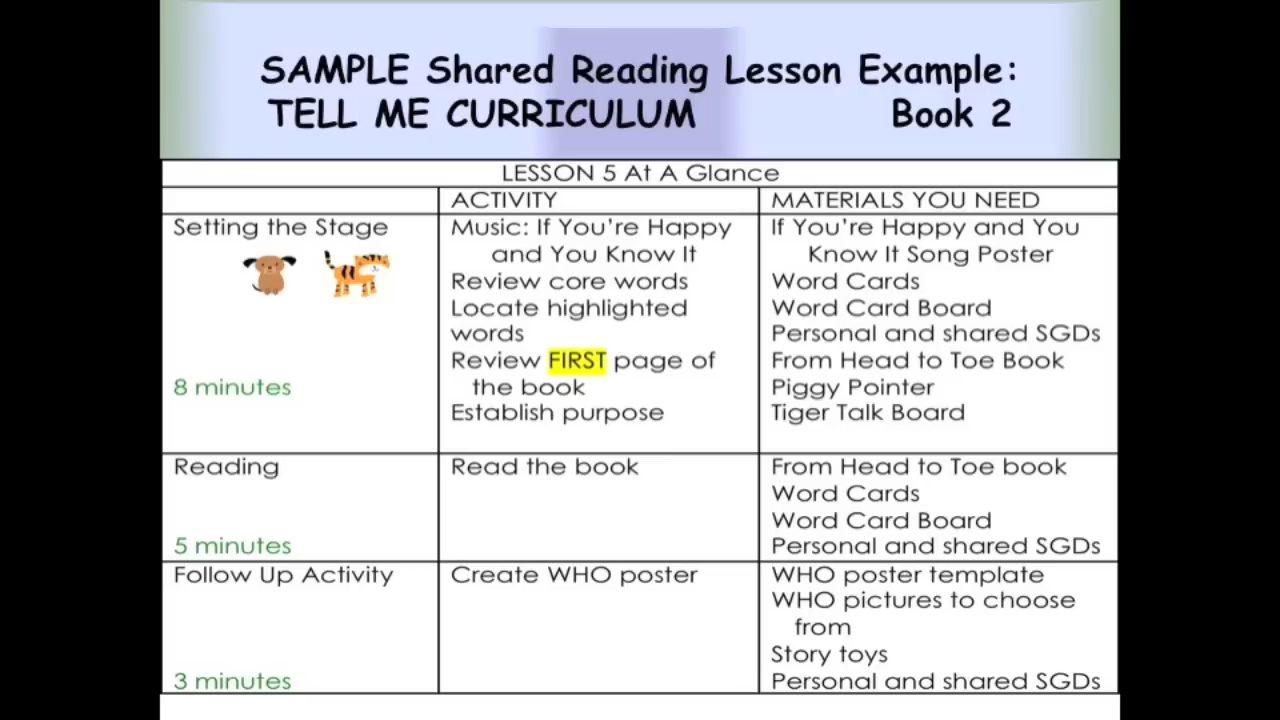 SAMPLE Shared Reading Lesson Example:
TELL ME CURRICULUM Book 2
LESSON 5 At A Glance
ACTIVITY
MATERIALS YOU NEED
Setting the Stage
8 minutes
Music: If You're Happy
and You Know It
Review core words
Locate highlighted
words
Review FIRST page of
the book
Establish purpose
If You're Happy and You
Know It Song Poster
Word Cards
Word Card Board
Personal and shared SGDs
From Head to Toe Book
Piggy Pointer
Tiger Talk Board
Reading
5 minutes
Read the book
From Head to Toe book
Word Cards
Word Card Board
Personal and shared SGDs
Follow Up Activity
3 minutes
Create WHO poster
WHO poster template
WHO pictures to choose
from
Story toys
Personal and shared SGDs